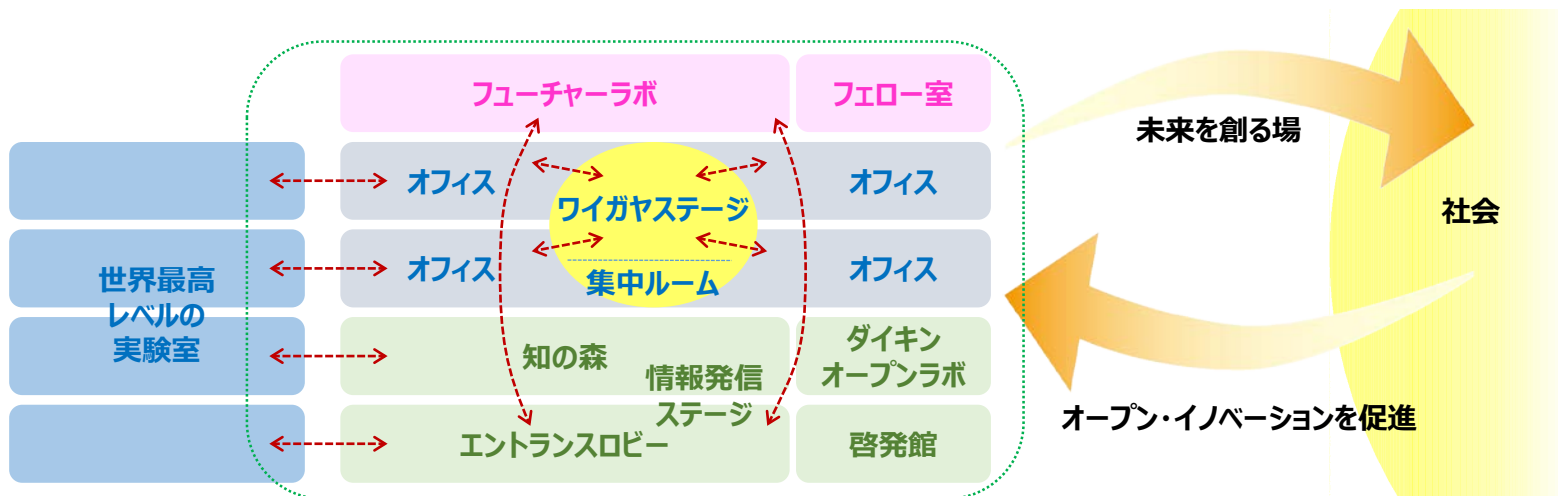 フューチャーラボ
フェロー室
オフィス
ワイガヤステージ
オフィス
オフィス
集中ルーム
オフィス
世界最高
レベルの
実験室
知の森
情報発信
ステージ
ダイキン
オープンラボ
エントランスロビー
啓発館
未来を創る場
社会
オープン・イノベーションを促進